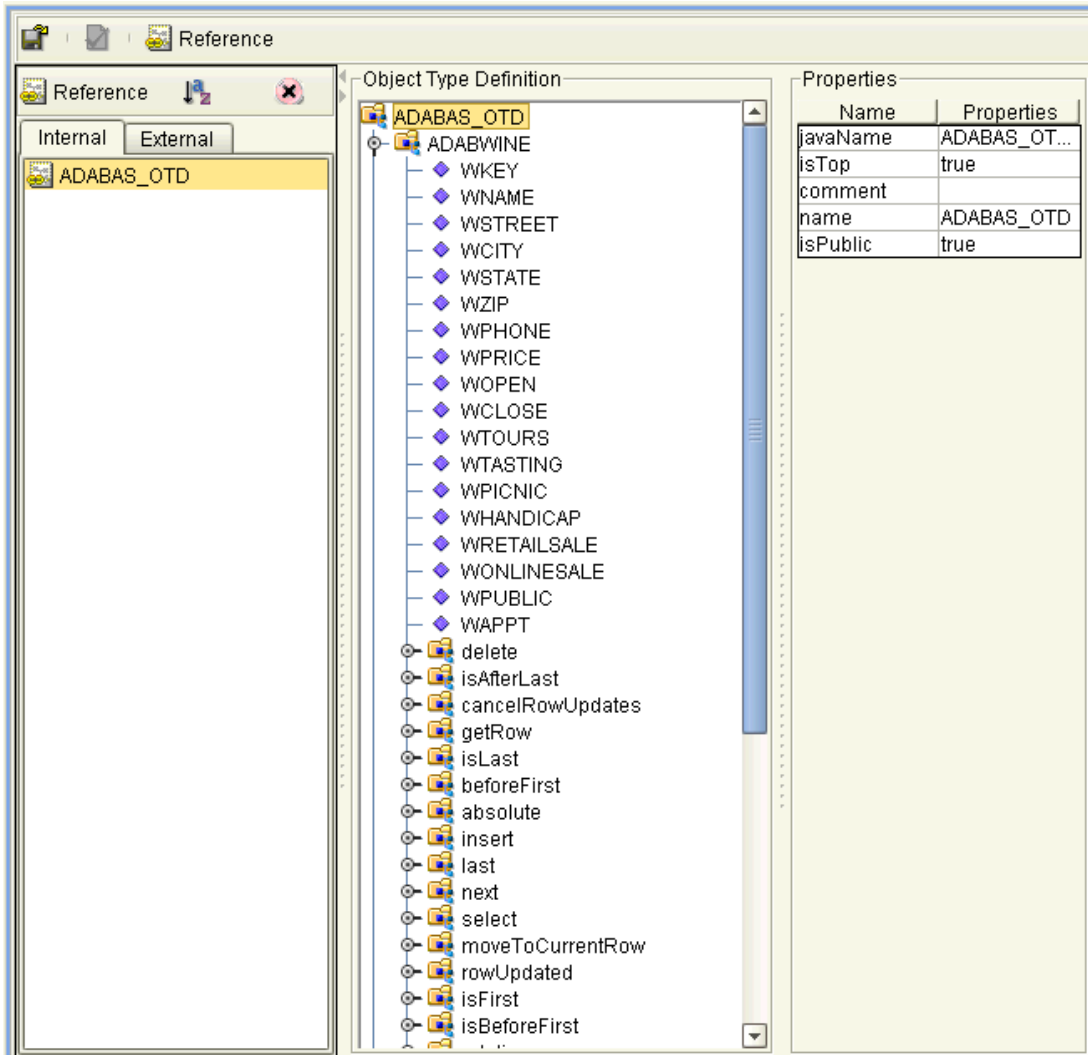 Reference
Reference
Internal External
ADABAS_OTD
Object Type Definition
ADABAS_OTD
ADABWINE
WKEY
WNAME
WSTREET
WCITY
WSTATE
WZIP
WPHONE
WPRICE
WOPEN
WCLOSE
WTOURS
WTASTING
WPICNIC
WHANDICAP
WRETAILSALE
WONLINESALE
WPUBLIC
WAPPT
delete
isAfterLast
cancelRowUpdates
getRow
isLast
beforeFirst
absolute
insert
last
next
select
moveToCurrentRow
rowUpdated
isFirst
isBeforeFirst
Properties
Name Properties
javaName ADABAS_OT...
isTop true
comment
name ADABAS_OTD
isPublic true